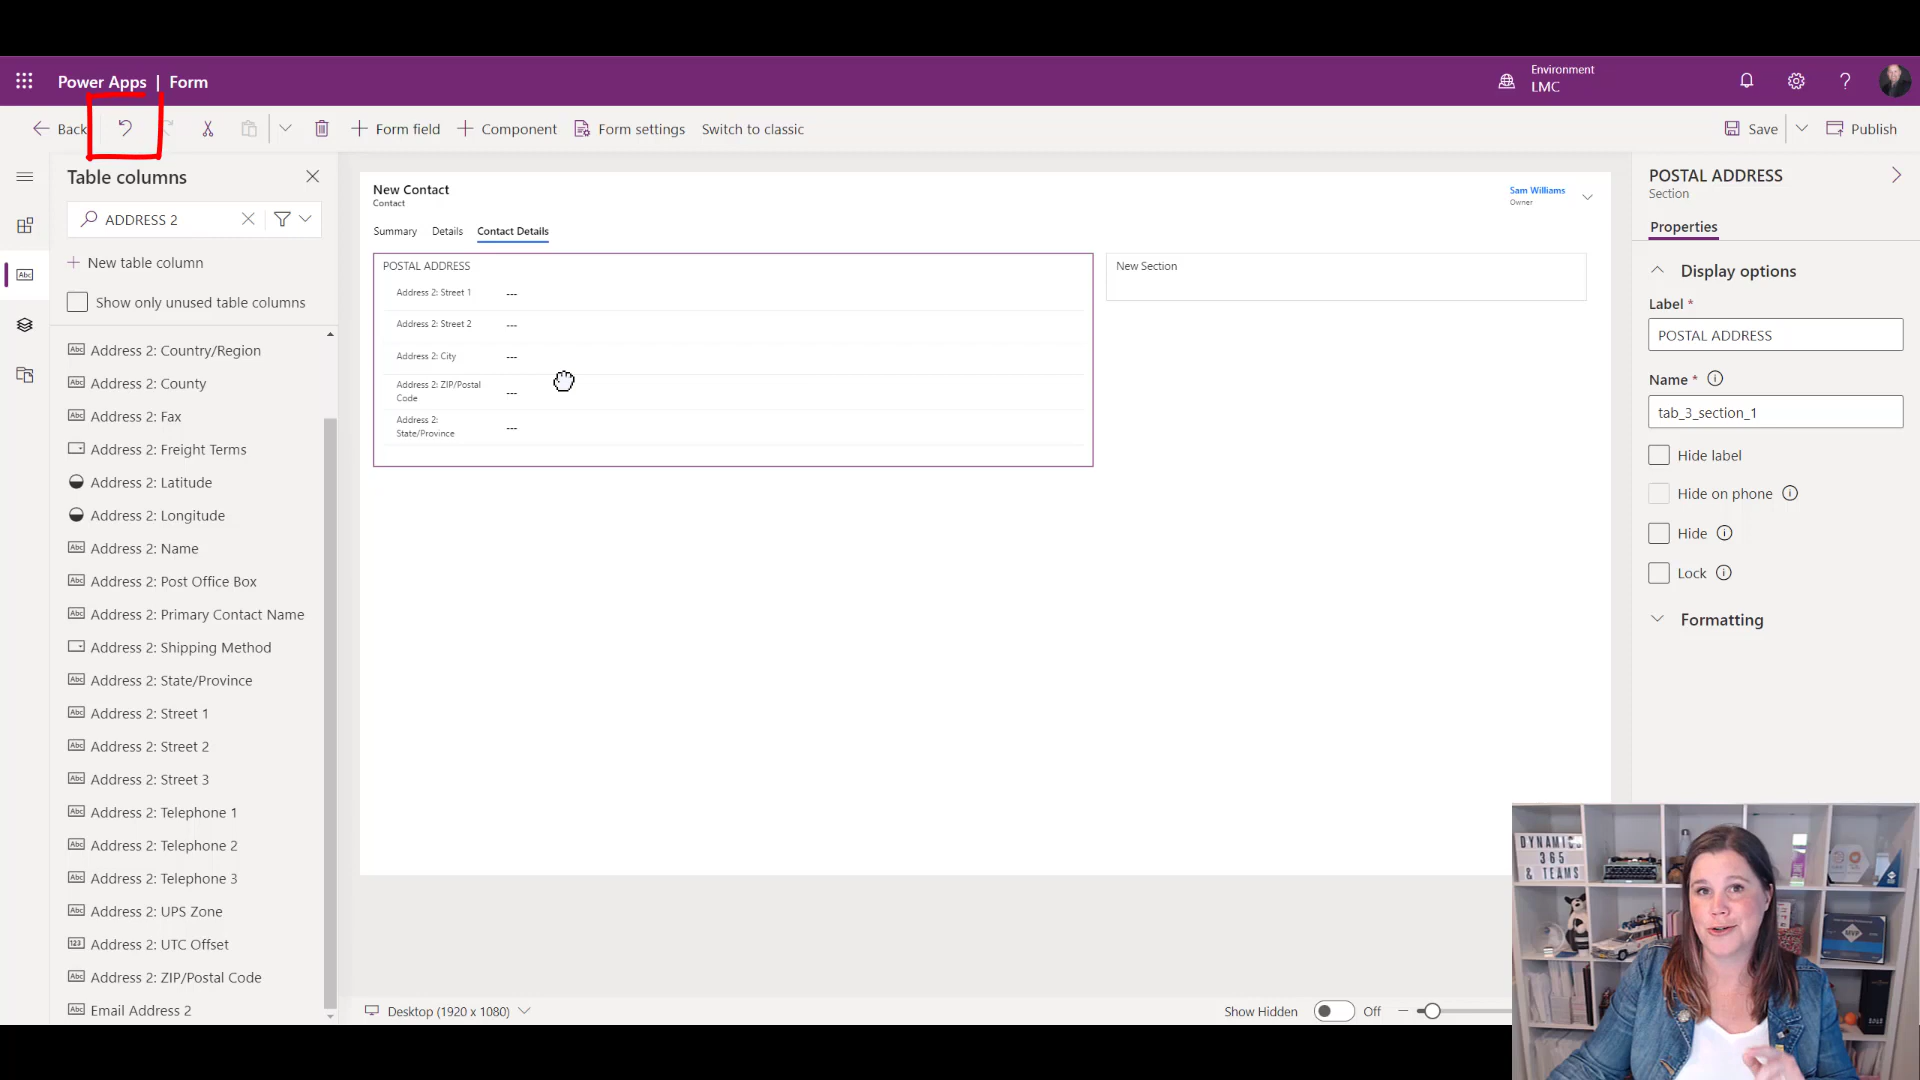 Power Apps | Form
Environment
LMC
Back
Form field
Component
Form settings
Switch to classic
Save
Publish
Table columns
ADDRESS 2
New table column
Show only unused table columns
Address 2: Country/Region
Address 2: County
Address 2: Fax
Address 2: Freight Terms
Address 2: Latitude
Address 2: Longitude
Address 2: Name
Address 2: Post Office Box
Address 2: Primary Contact Name
Address 2: Shipping Method
Address 2: State/Province
Address 2: Street 1
Address 2: Street 2
Address 2: Street 3
Address 2: Telephone 1
Address 2: Telephone 2
Address 2: Telephone 3
Address 2: UPS Zone
Address 2: UTC Offset
Address 2: ZIP/Postal Code
Email Address 2
New Contact
Contact
Sam Williams
Owner
Summary
Details
Contact Details
POSTAL ADDRESS
Address 2: Street 1
---
Address 2: Street 2
---
Address 2: City
---
Address 2: ZIP/Postal
Code
---
Address 2:
State/Province
---
New Section
Desktop (1920 x 1080)
Show Hidden
Off
POSTAL ADDRESS
Section
Properties
Display options
Label *
POSTAL ADDRESS
Name *
tab_3_section_1
Hide label
Hide on phone
Hide
Lock
Formatting
DYNAMICS
365
& TEAMS
MVP